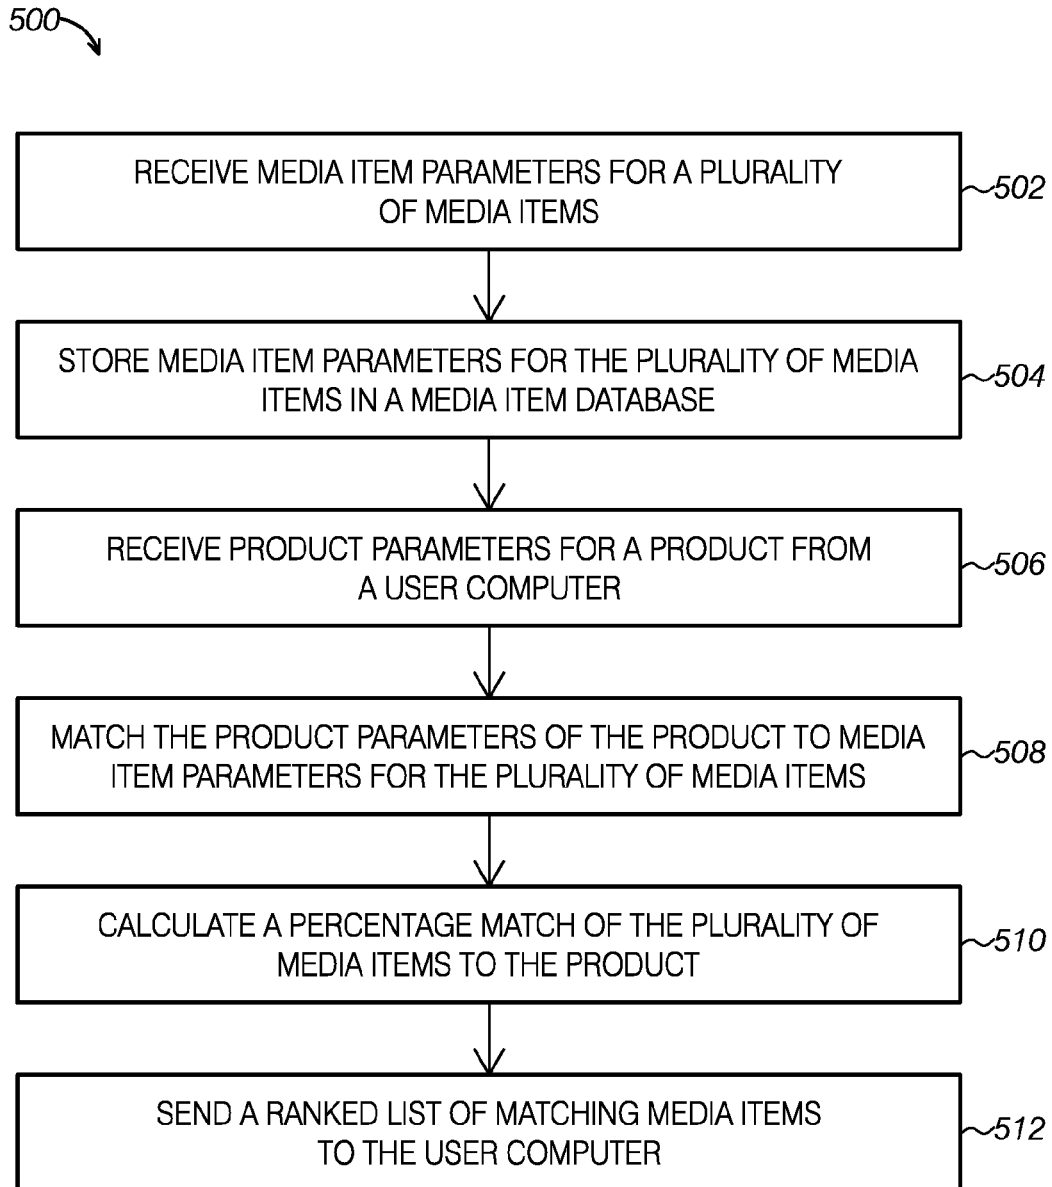 500
RECEIVE MEDIA ITEM PARAMETERS FOR A PLURALITY
OF MEDIA ITEMS
502
STORE MEDIA ITEM PARAMETERS FOR THE PLURALITY OF MEDIA
ITEMS IN A MEDIA ITEM DATABASE
504
RECEIVE PRODUCT PARAMETERS FOR A PRODUCT FROM
A USER COMPUTER
506
MATCH THE PRODUCT PARAMETERS OF THE PRODUCT TO MEDIA
ITEM PARAMETERS FOR THE PLURALITY OF MEDIA ITEMS
508
CALCULATE A PERCENTAGE MATCH OF THE PLURALITY OF
MEDIA ITEMS TO THE PRODUCT
510
SEND A RANKED LIST OF MATCHING MEDIA ITEMS
TO THE USER COMPUTER
512